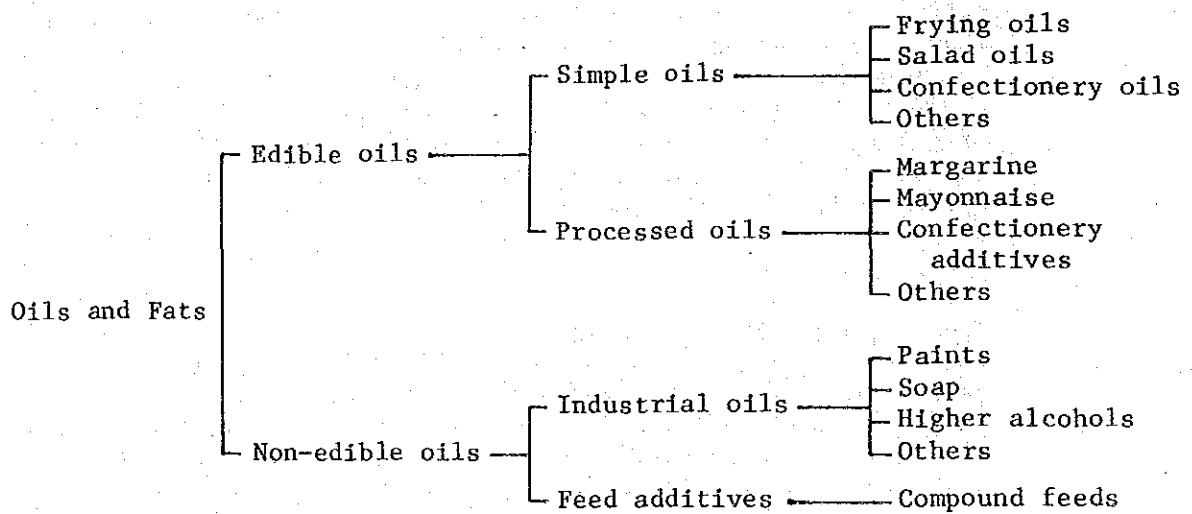 Frying oils
Salad oils
Simple oils
Confectionery oils
Others
Edible oils
Margarine
Mayonnaise
Processed oils
Confectionery
additives
Others
Oils and Fats
Paints
Soap
Industrial oils
Higher alcohols
Others
Non-edible oils
Feed additives
Compound feeds